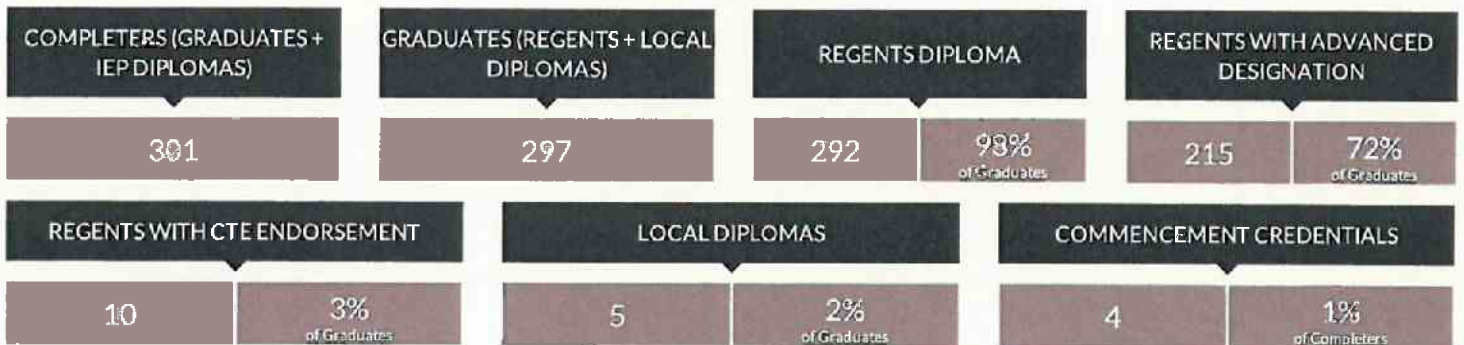 COMPLETERS (GRADUATES +
IEP DIPLOMAS)
301
GRADUATES (REGENTS + LOCAL
DIPLOMAS)
297
REGENTS DIPLOMA
292
98%
of Graduates
REGENTS WITH ADVANCED
DESIGNATION
215
72%
of Graduates
REGENTS WITH CTE ENDORSEMENT
10
3%
of Graduates
LOCAL DIPLOMAS
5
2%
of Graduates
COMMENCEMENT CREDENTIALS
4
1%
of Completers